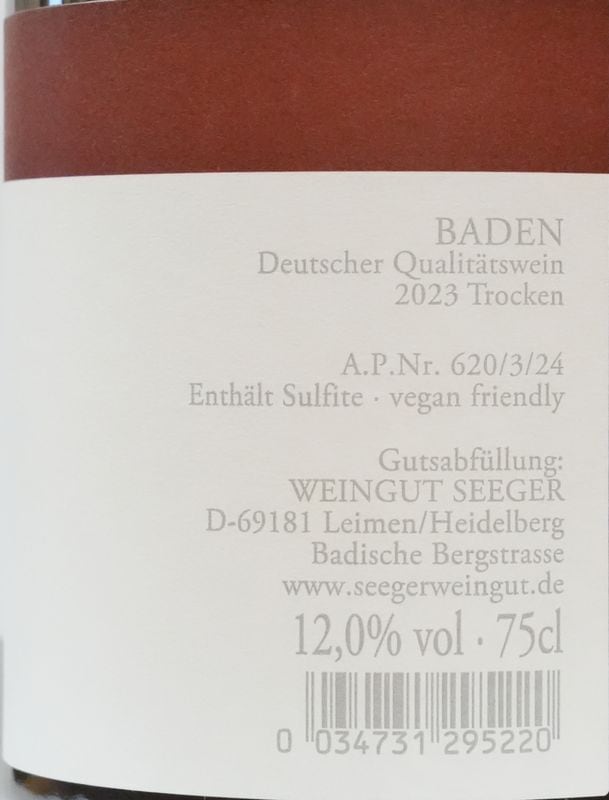 BADEN
Deutscher Qualitätswein
2023 Trocken
A.P.Nr. 620/3/24
Enthält Sulfite · vegan friendly
Gutsabfüllung:
WEINGUT SEEGER
D-69181 Leimen/Heidelberg
Badische Bergstrasse
www.seegerweingut.de
12,0% vol · 75cl
0 034731 295220